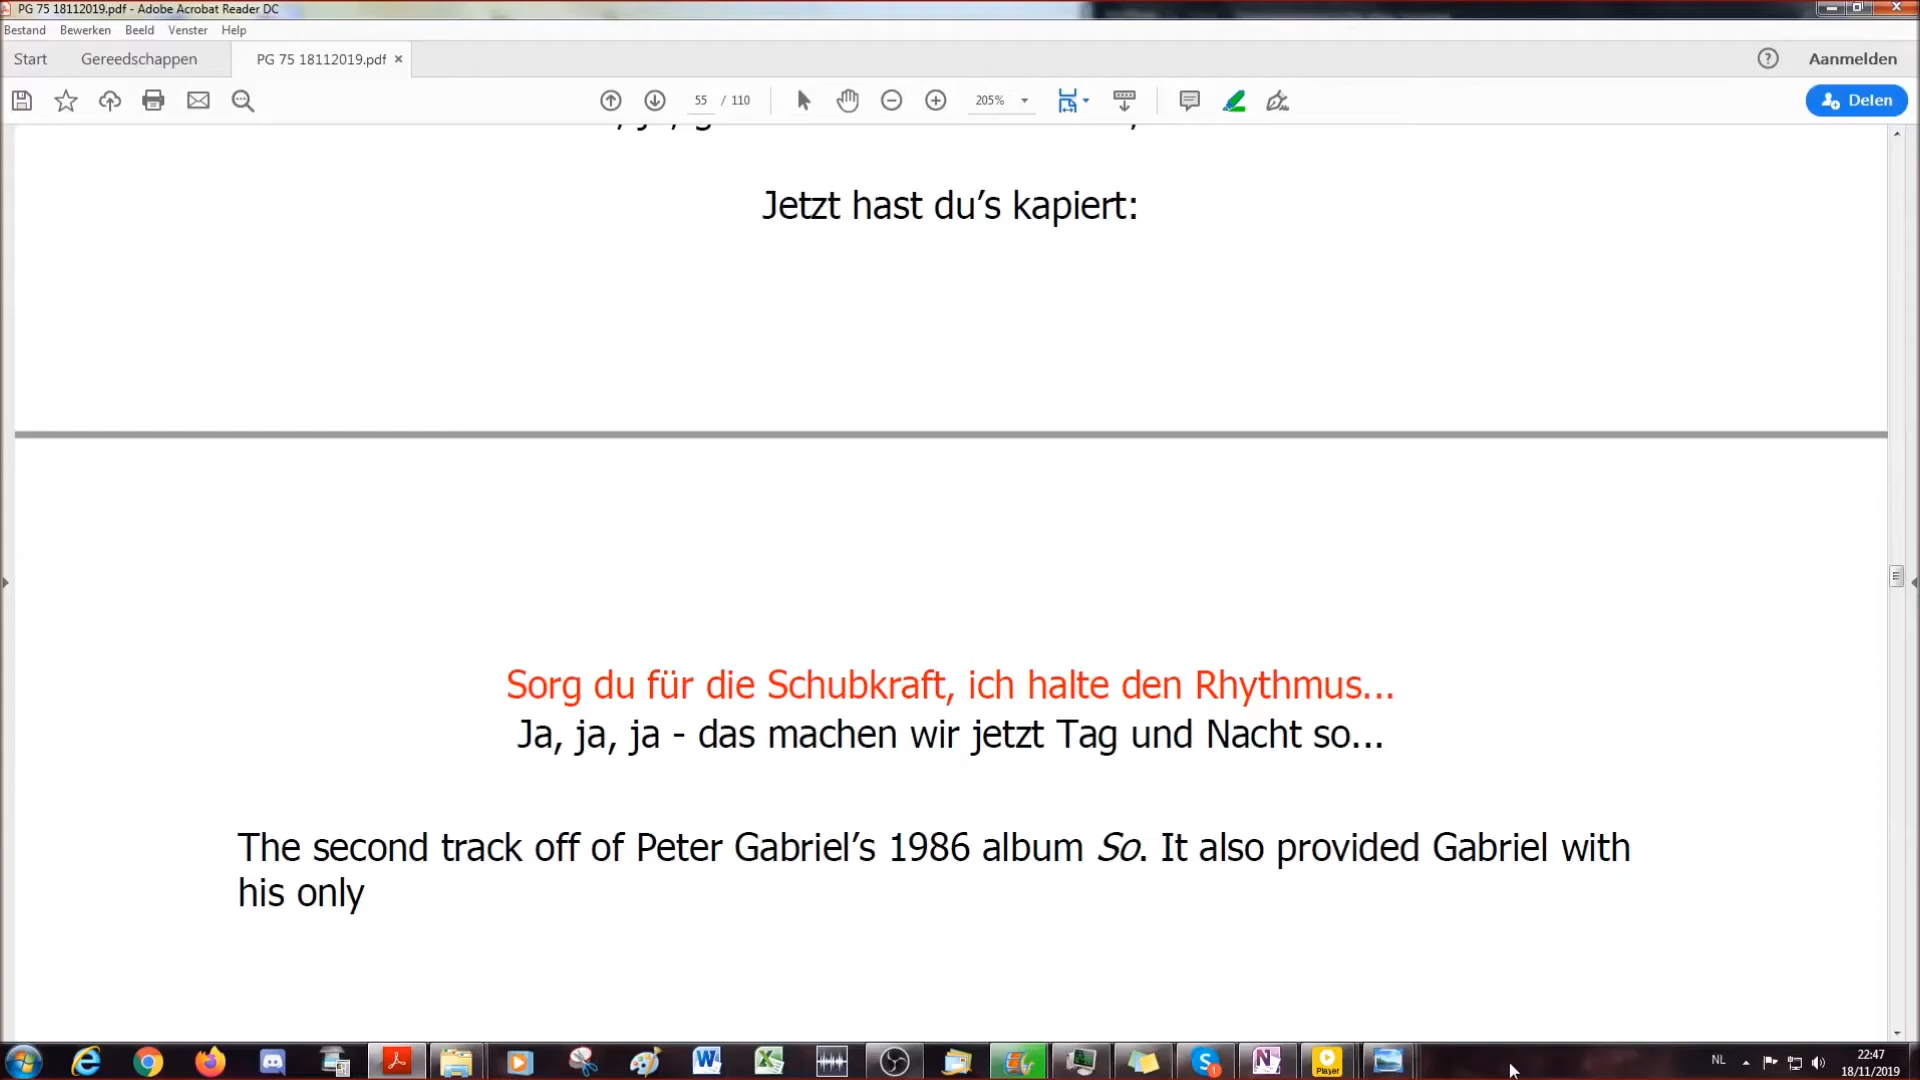 PG 75 18112019.pdf - Adobe Acrobat Reader DC
Bestand Bewerken Beeld Venster Help
Start Gereedschappen PG 75 18112019.pdf × Aanmelden
55 / 110 205% Delen
Jetzt hast du’s kapiert:
Sorg du für die Schubkraft, ich halte den Rhythmus...
Ja, ja, ja - das machen wir jetzt Tag und Nacht so...
The second track off of Peter Gabriel’s 1986 album So. It also provided Gabriel with
his only
NL 22:47
18/11/2019